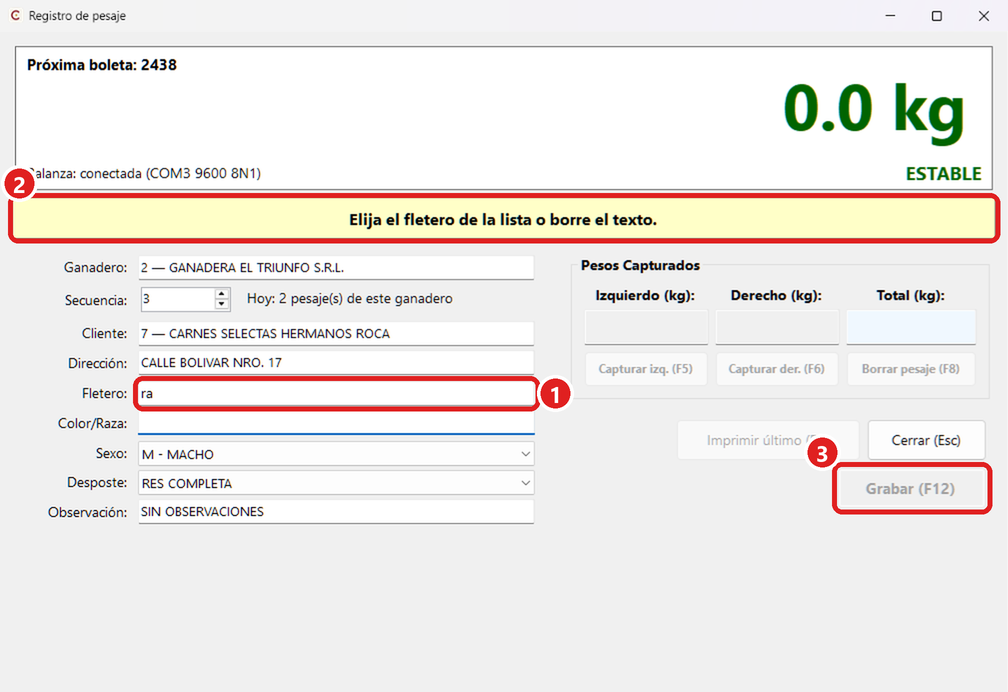 Registro de pesaje
Próxima boleta: 2438
0.0 kg
Balanza: conectada (COM3 9600 8N1)
ESTABLE
2
Elija el fletero de la lista o borre el texto.
Ganadero: 2 — GANADERA EL TRIUNFO S.R.L.
Secuencia: 3 Hoy: 2 pesaje(s) de este ganadero
Cliente: 7 — CARNES SELECTAS HERMANOS ROCA
Dirección: CALLE BOLIVAR NRO. 17
Fletero: ra
1
Color/Raza:
Sexo: M - MACHO
Desposte: RES COMPLETA
Observación: SIN OBSERVACIONES
Pesos Capturados
Izquierdo (kg): Derecho (kg): Total (kg):
Capturar izq. (F5) Capturar der. (F6) Borrar pesaje (F8)
Imprimir último Cerrar (Esc)
3
Grabar (F12)